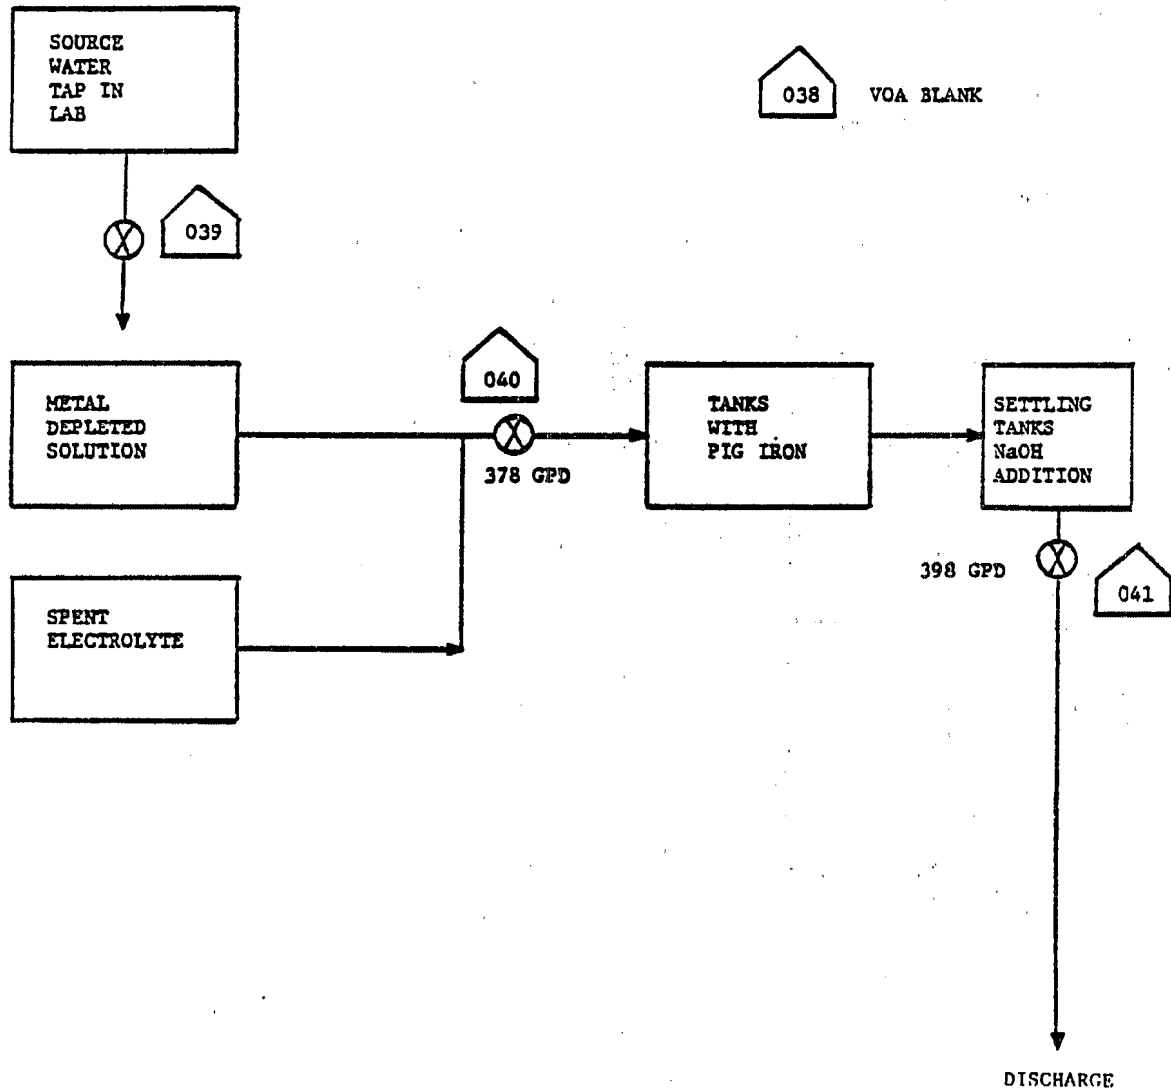 SOURCE
WATER
TAP IN
LAB
038
VOA BLANK
039
METAL
DEPLETED
SOLUTION
040
378 GPD
TANKS
WITH
PIG IRON
SETTLING
TANKS
NaOH
ADDITION
398 GPD
041
SPENT
ELECTROLYTE
DISCHARGE